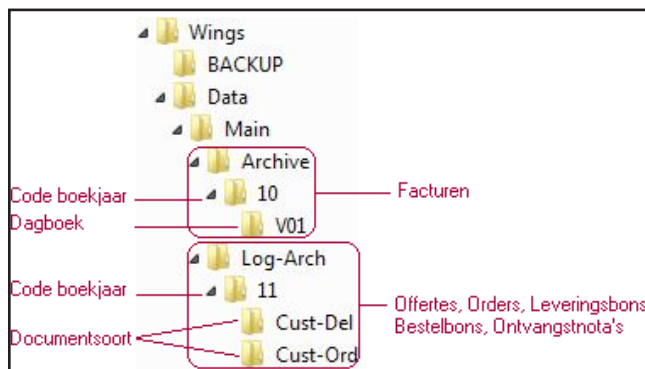 Wings
BACKUP
Data
Main
Archive
Code boekjaar
10
Facturen
Dagboek
V01
Log-Arch
Code boekjaar
11
Offertes, Orders, Leveringsbons
Bestelbons, Ontvangstnota's
Cust-Del
Documentsoort
Cust-Ord